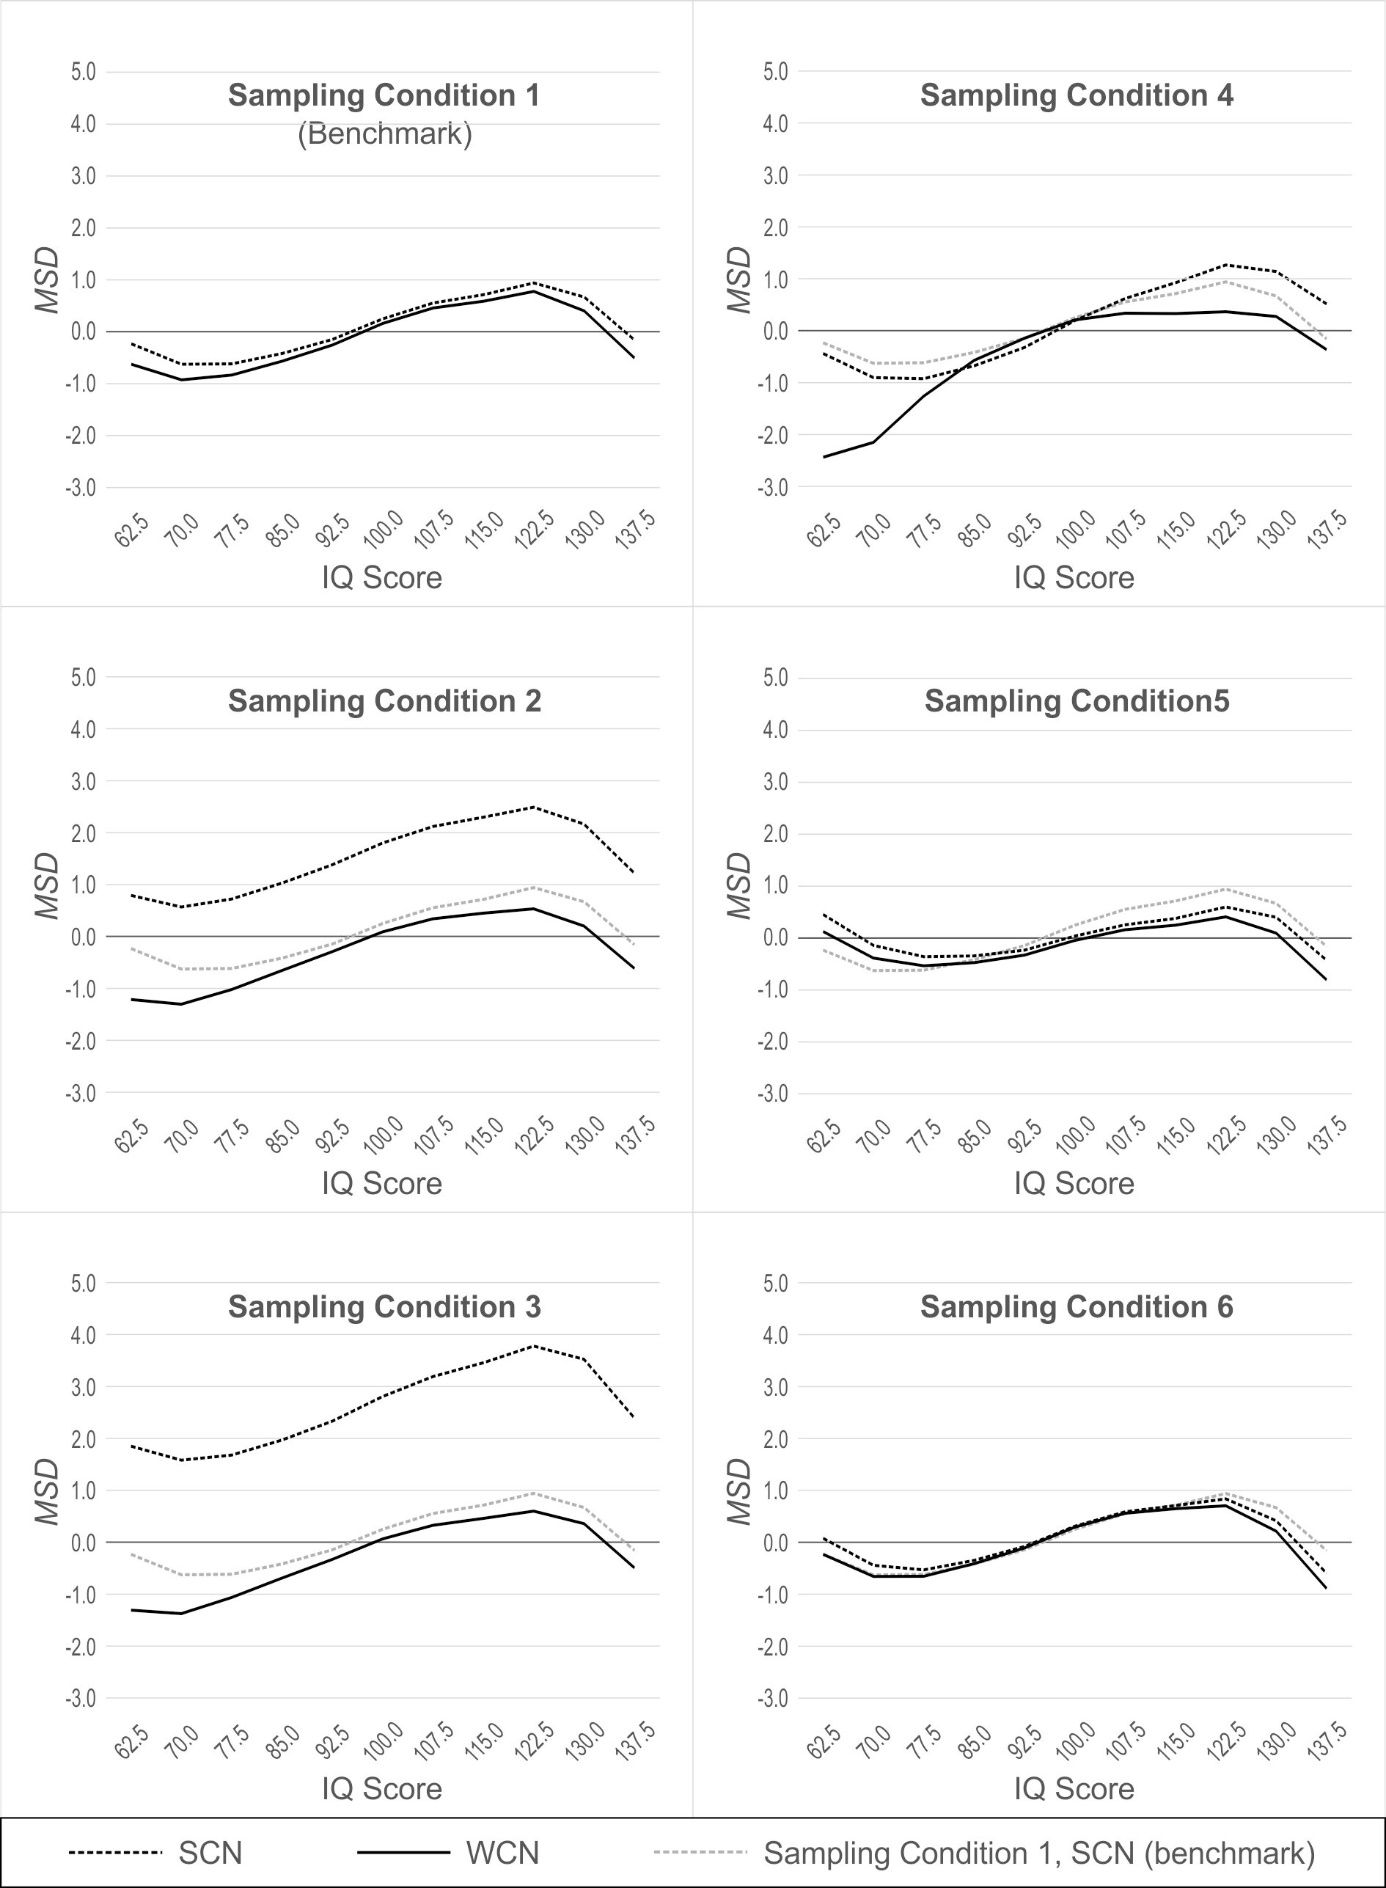 Sampling Condition 1
(Benchmark)
5.0
4.0
3.0
2.0
1.0
0.0
-1.0
-2.0
-3.0
MSD
62.5 70.0 77.5 85.0 92.5 100.0 107.5 115.0 122.5 130.0 137.5
IQ Score
Sampling Condition 4
5.0
4.0
3.0
2.0
1.0
0.0
-1.0
-2.0
-3.0
MSD
62.5 70.0 77.5 85.0 92.5 100.0 107.5 115.0 122.5 130.0 137.5
IQ Score
Sampling Condition 2
5.0
4.0
3.0
2.0
1.0
0.0
-1.0
-2.0
-3.0
MSD
62.5 70.0 77.5 85.0 92.5 100.0 107.5 115.0 122.5 130.0 137.5
IQ Score
Sampling Condition5
5.0
4.0
3.0
2.0
1.0
0.0
-1.0
-2.0
-3.0
MSD
62.5 70.0 77.5 85.0 92.5 100.0 107.5 115.0 122.5 130.0 137.5
IQ Score
Sampling Condition 3
5.0
4.0
3.0
2.0
1.0
0.0
-1.0
-2.0
-3.0
MSD
62.5 70.0 77.5 85.0 92.5 100.0 107.5 115.0 122.5 130.0 137.5
IQ Score
Sampling Condition 6
5.0
4.0
3.0
2.0
1.0
0.0
-1.0
-2.0
-3.0
MSD
62.5 70.0 77.5 85.0 92.5 100.0 107.5 115.0 122.5 130.0 137.5
IQ Score
SCN WCN Sampling Condition 1, SCN (benchmark)